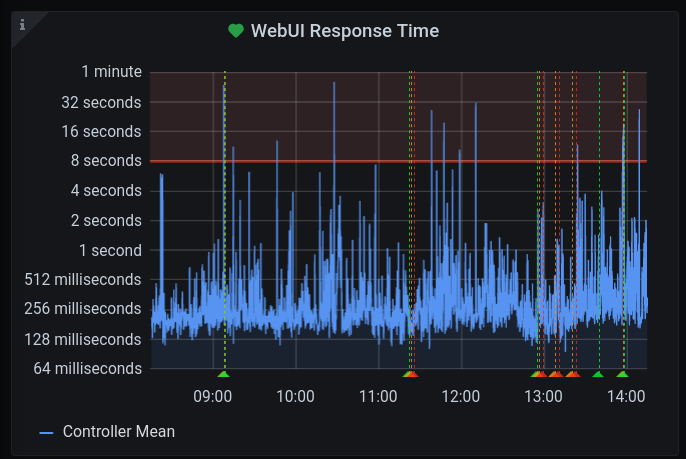 i
WebUI Response Time
1 minute
32 seconds
16 seconds
8 seconds
4 seconds
2 seconds
1 second
512 milliseconds
256 milliseconds
128 milliseconds
64 milliseconds
09:00 10:00 11:00 12:00 13:00 14:00
Controller Mean